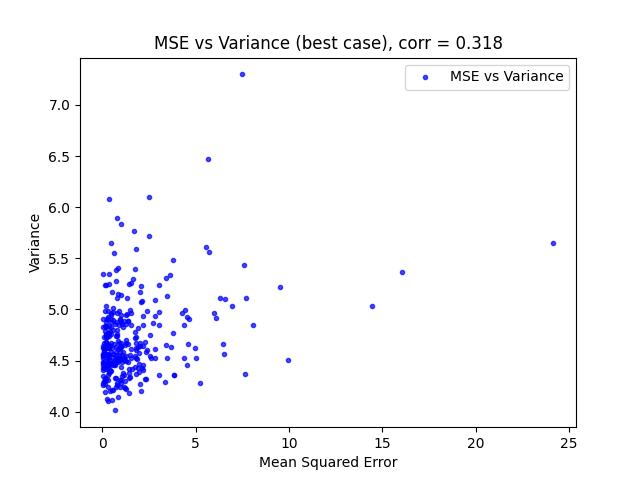 MSE vs Variance (best case), corr = 0.318
MSE vs Variance
7.0
6.5
6.0
5.5
5.0
4.5
4.0
Variance
0 5 10 15 20 25
Mean Squared Error